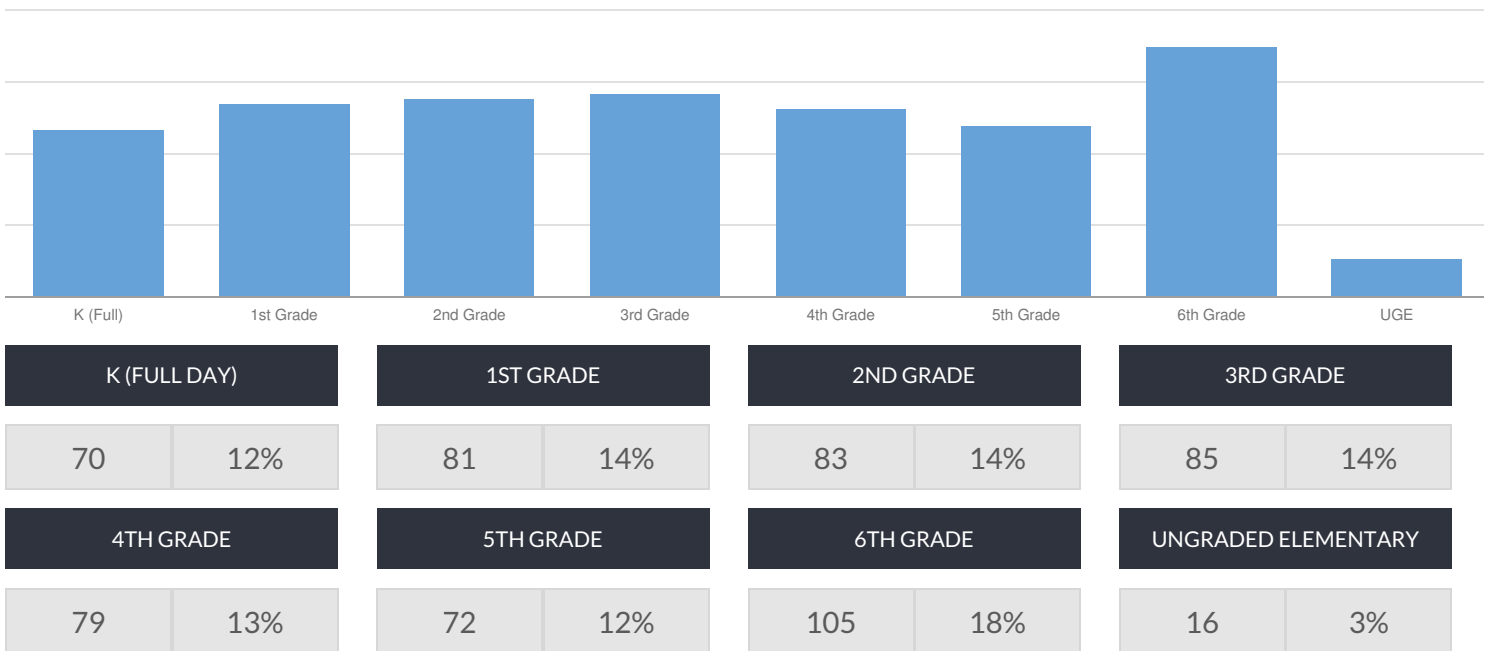 K (Full) 1st Grade 2nd Grade 3rd Grade 4th Grade 5th Grade 6th Grade UGE
K (FULL DAY) 1ST GRADE 2ND GRADE 3RD GRADE
70 12% 81 14% 83 14% 85 14%
4TH GRADE 5TH GRADE 6TH GRADE UNGRADED ELEMENTARY
79 13% 72 12% 105 18% 16 3%